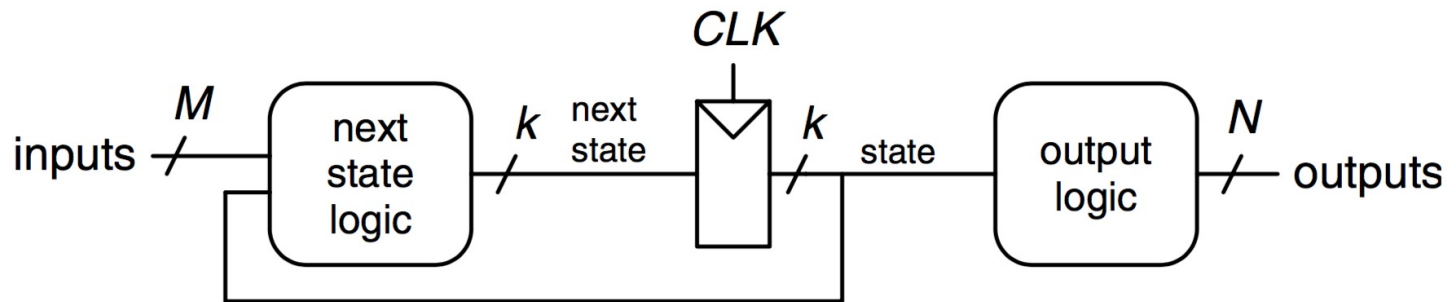 CLK
M
inputs
next
state
logic
k
next
state
k
state
output
logic
N
outputs